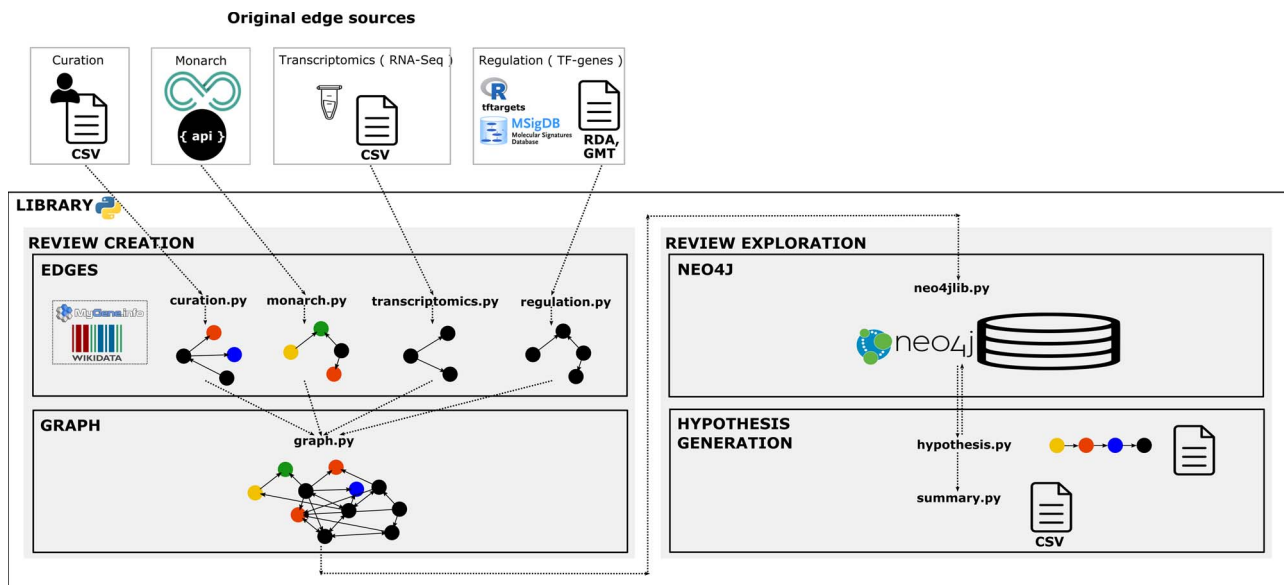 Original edge sources
Curation
CSV
Monarch
{ api }
Transcriptomics ( RNA-Seq )
CSV
Regulation ( TF-genes )
R
tftargets
MSigDB
Molecular Signatures
Database
RDA,
GMT
LIBRARY
REVIEW CREATION
EDGES
MyGene.info
WIKIDATA
curation.py
monarch.py
transcriptomics.py
regulation.py
GRAPH
graph.py
REVIEW EXPLORATION
NEO4J
neo4jlib.py
neo4j
HYPOTHESIS
GENERATION
hypothesis.py
summary.py
CSV